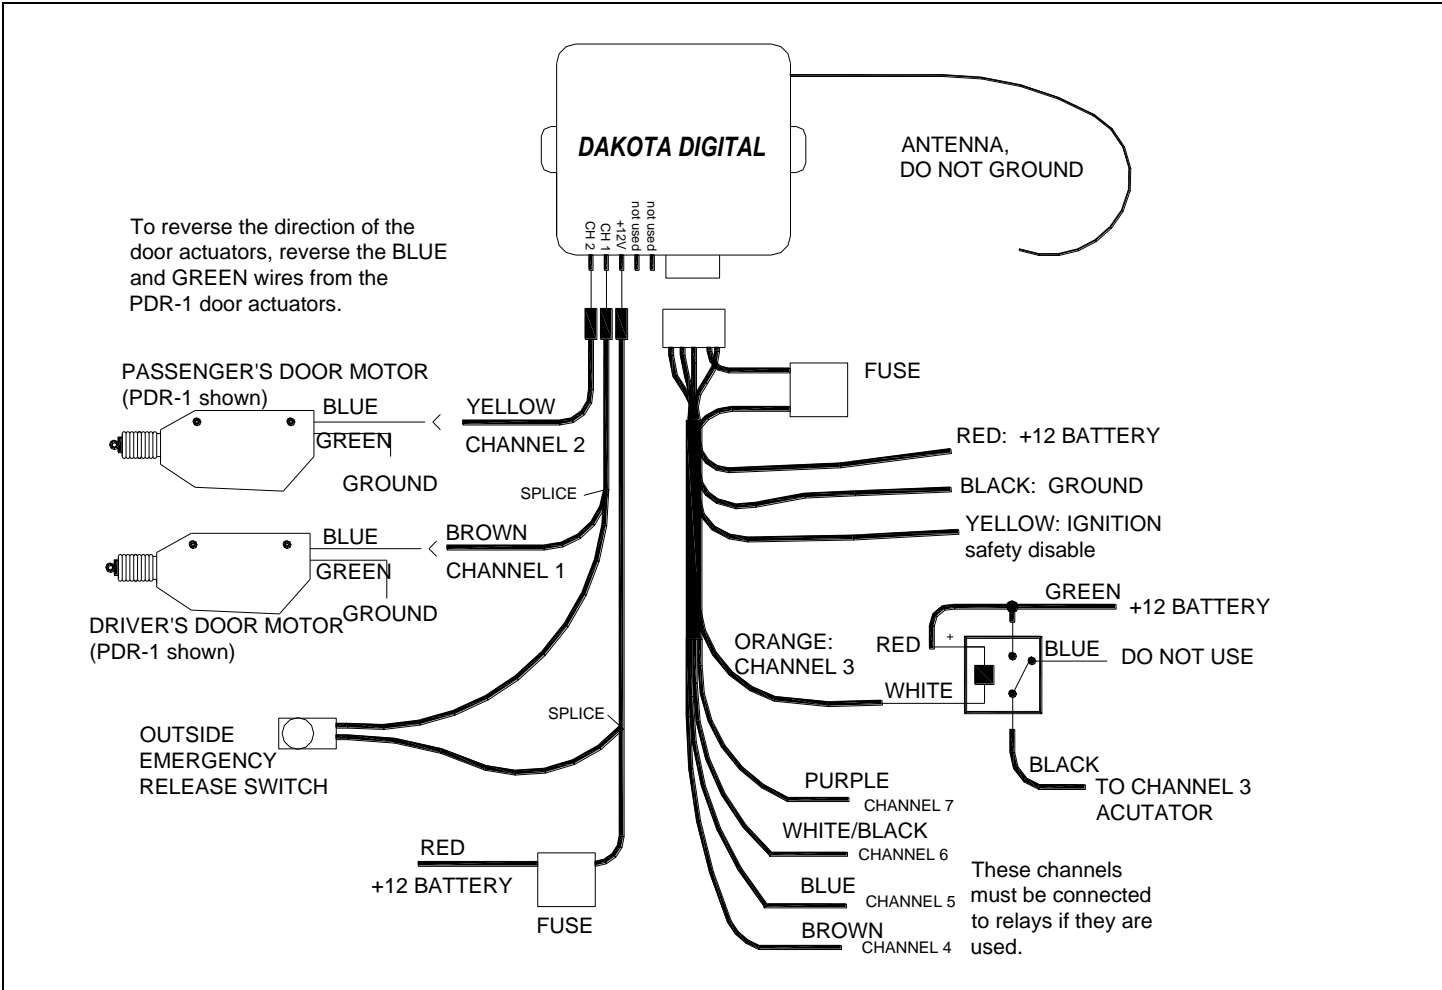 DAKOTA DIGITAL
ANTENNA,
DO NOT GROUND
CH 2
CH 1
+12V
not used
not used
To reverse the direction of the
door actuators, reverse the BLUE
and GREEN wires from the
PDR-1 door actuators.
PASSENGER'S DOOR MOTOR
(PDR-1 shown)
BLUE
GREEN
GROUND
YELLOW
CHANNEL 2
SPLICE
BLUE
GREEN
GROUND
BROWN
CHANNEL 1
DRIVER'S DOOR MOTOR
(PDR-1 shown)
OUTSIDE
EMERGENCY
RELEASE SWITCH
SPLICE
RED
+12 BATTERY
FUSE
FUSE
RED: +12 BATTERY
BLACK: GROUND
YELLOW: IGNITION
safety disable
GREEN
+12 BATTERY
ORANGE:
CHANNEL 3
RED
+
BLUE
DO NOT USE
WHITE
BLACK
TO CHANNEL 3
ACUTATOR
PURPLE
CHANNEL 7
WHITE/BLACK
CHANNEL 6
BLUE
CHANNEL 5
BROWN
CHANNEL 4
These channels
must be connected
to relays if they are
used.